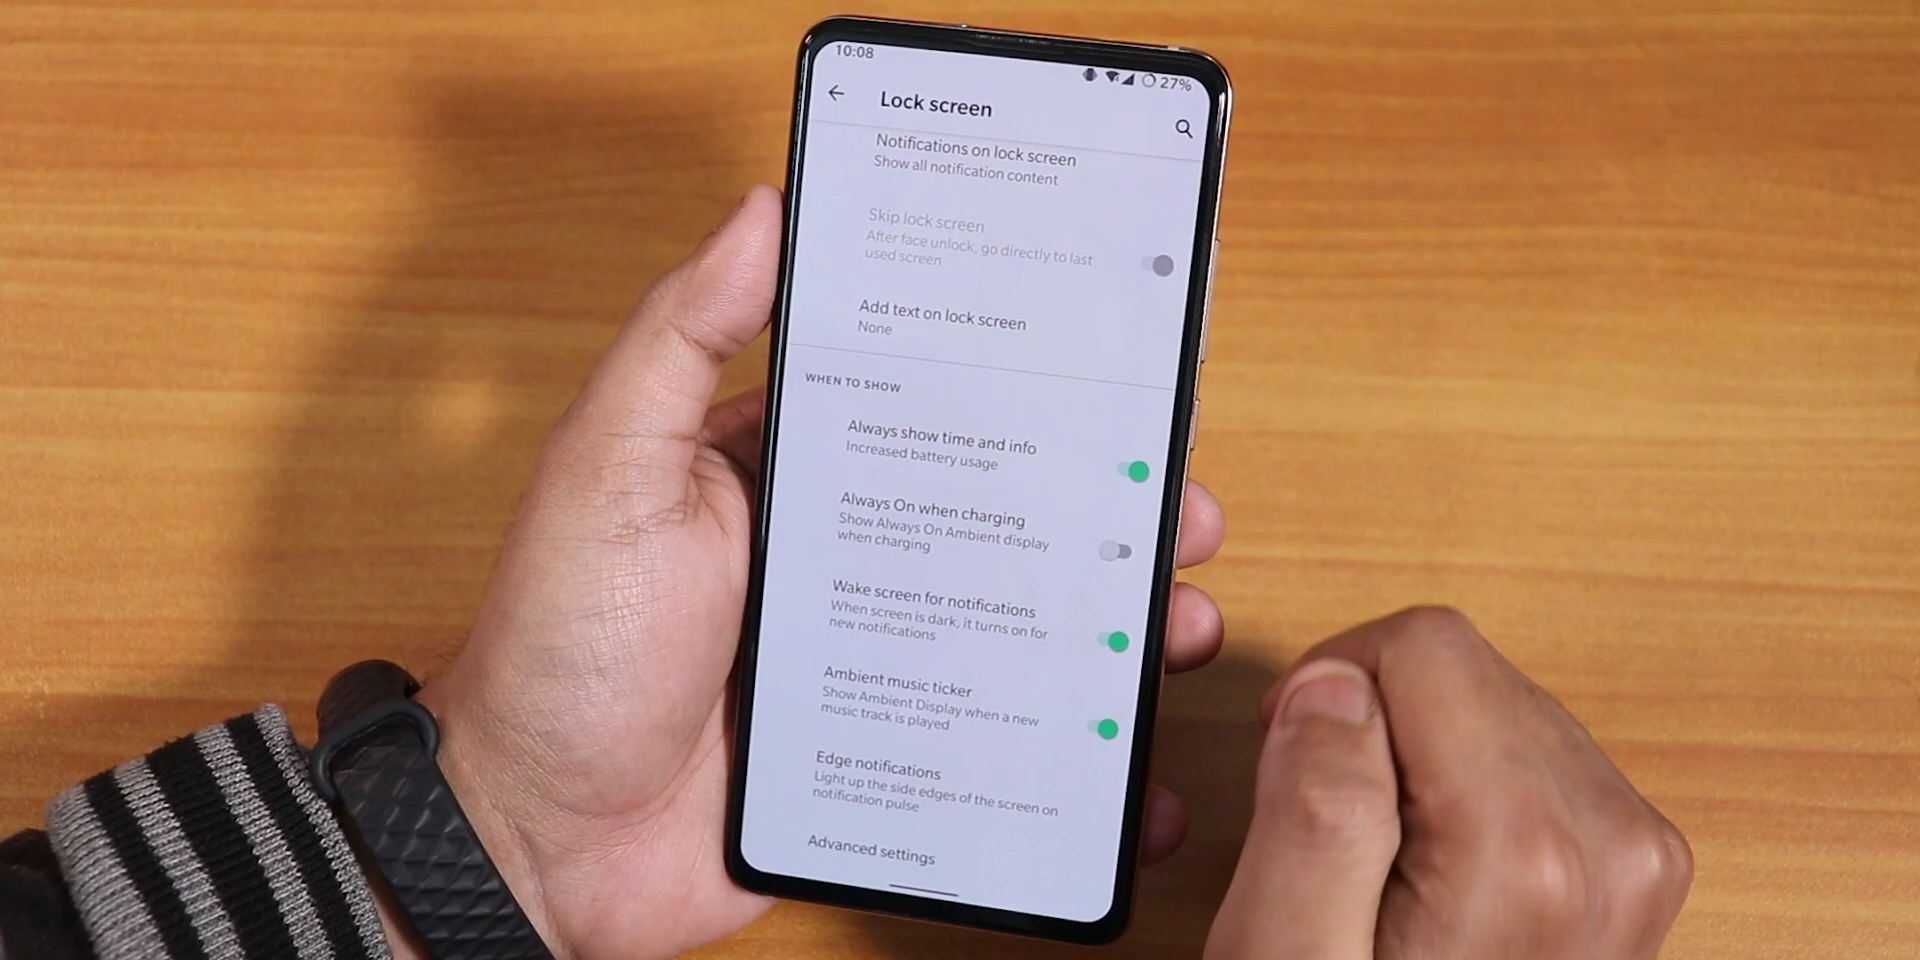 10:08
27%
Lock screen
Notifications on lock screen
Show all notification content
Skip lock screen
After face unlock, go directly to last
used screen
Add text on lock screen
None
WHEN TO SHOW
Always show time and info
Increased battery usage
Always On when charging
Show Always On Ambient display
when charging
Wake screen for notifications
When screen is dark, it turns on for
new notifications
Ambient music ticker
Show Ambient Display when a new
music track is played
Edge notifications
Light up the side edges of the screen on
notification pulse
Advanced settings